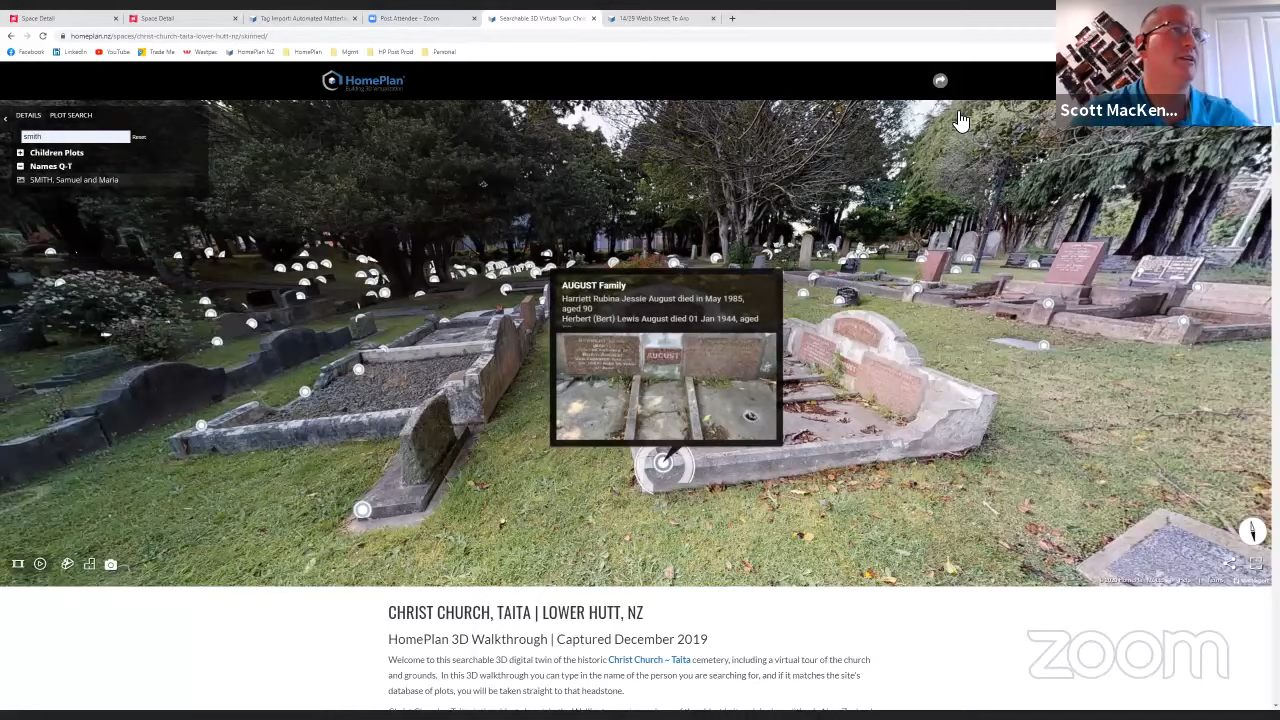 Space Detail
Space Detail
Tag Import: Automated Matterto
Post Attendee - Zoom
Searchable 3D Virtual Tour Chris
14/29 Webb Street, Te Aro
homeplan.nz/spaces/christ-church-taita-lower-hutt-nz/skinned/
Facebook
LinkedIn
YouTube
Trade Me
Westpac
HomePlan NZ
HomePlan
Mgmt
HP Post Prod
Personal
HomePlan
Building 3D Virtualization
Scott MacKen...
DETAILS PLOT SEARCH
smith Reset
Children Plots
Names Q-T
SMITH, Samuel and Maria
AUGUST Family
Harriett Rubina Jessie August died in May 1985,
aged 90
Herbert (Bert) Lewis August died 01 Jan 1944, aged
AUGUST
CHRIST CHURCH, TAITA | LOWER HUTT, NZ
HomePlan 3D Walkthrough | Captured December 2019
Welcome to this searchable 3D digital twin of the historic Christ Church ~ Taita cemetery, including a virtual tour of the church
and grounds. In this 3D walkthrough you can type in the name of the person you are searching for, and if it matches the site's
database of plots, you will be taken straight to that headstone.
zoom